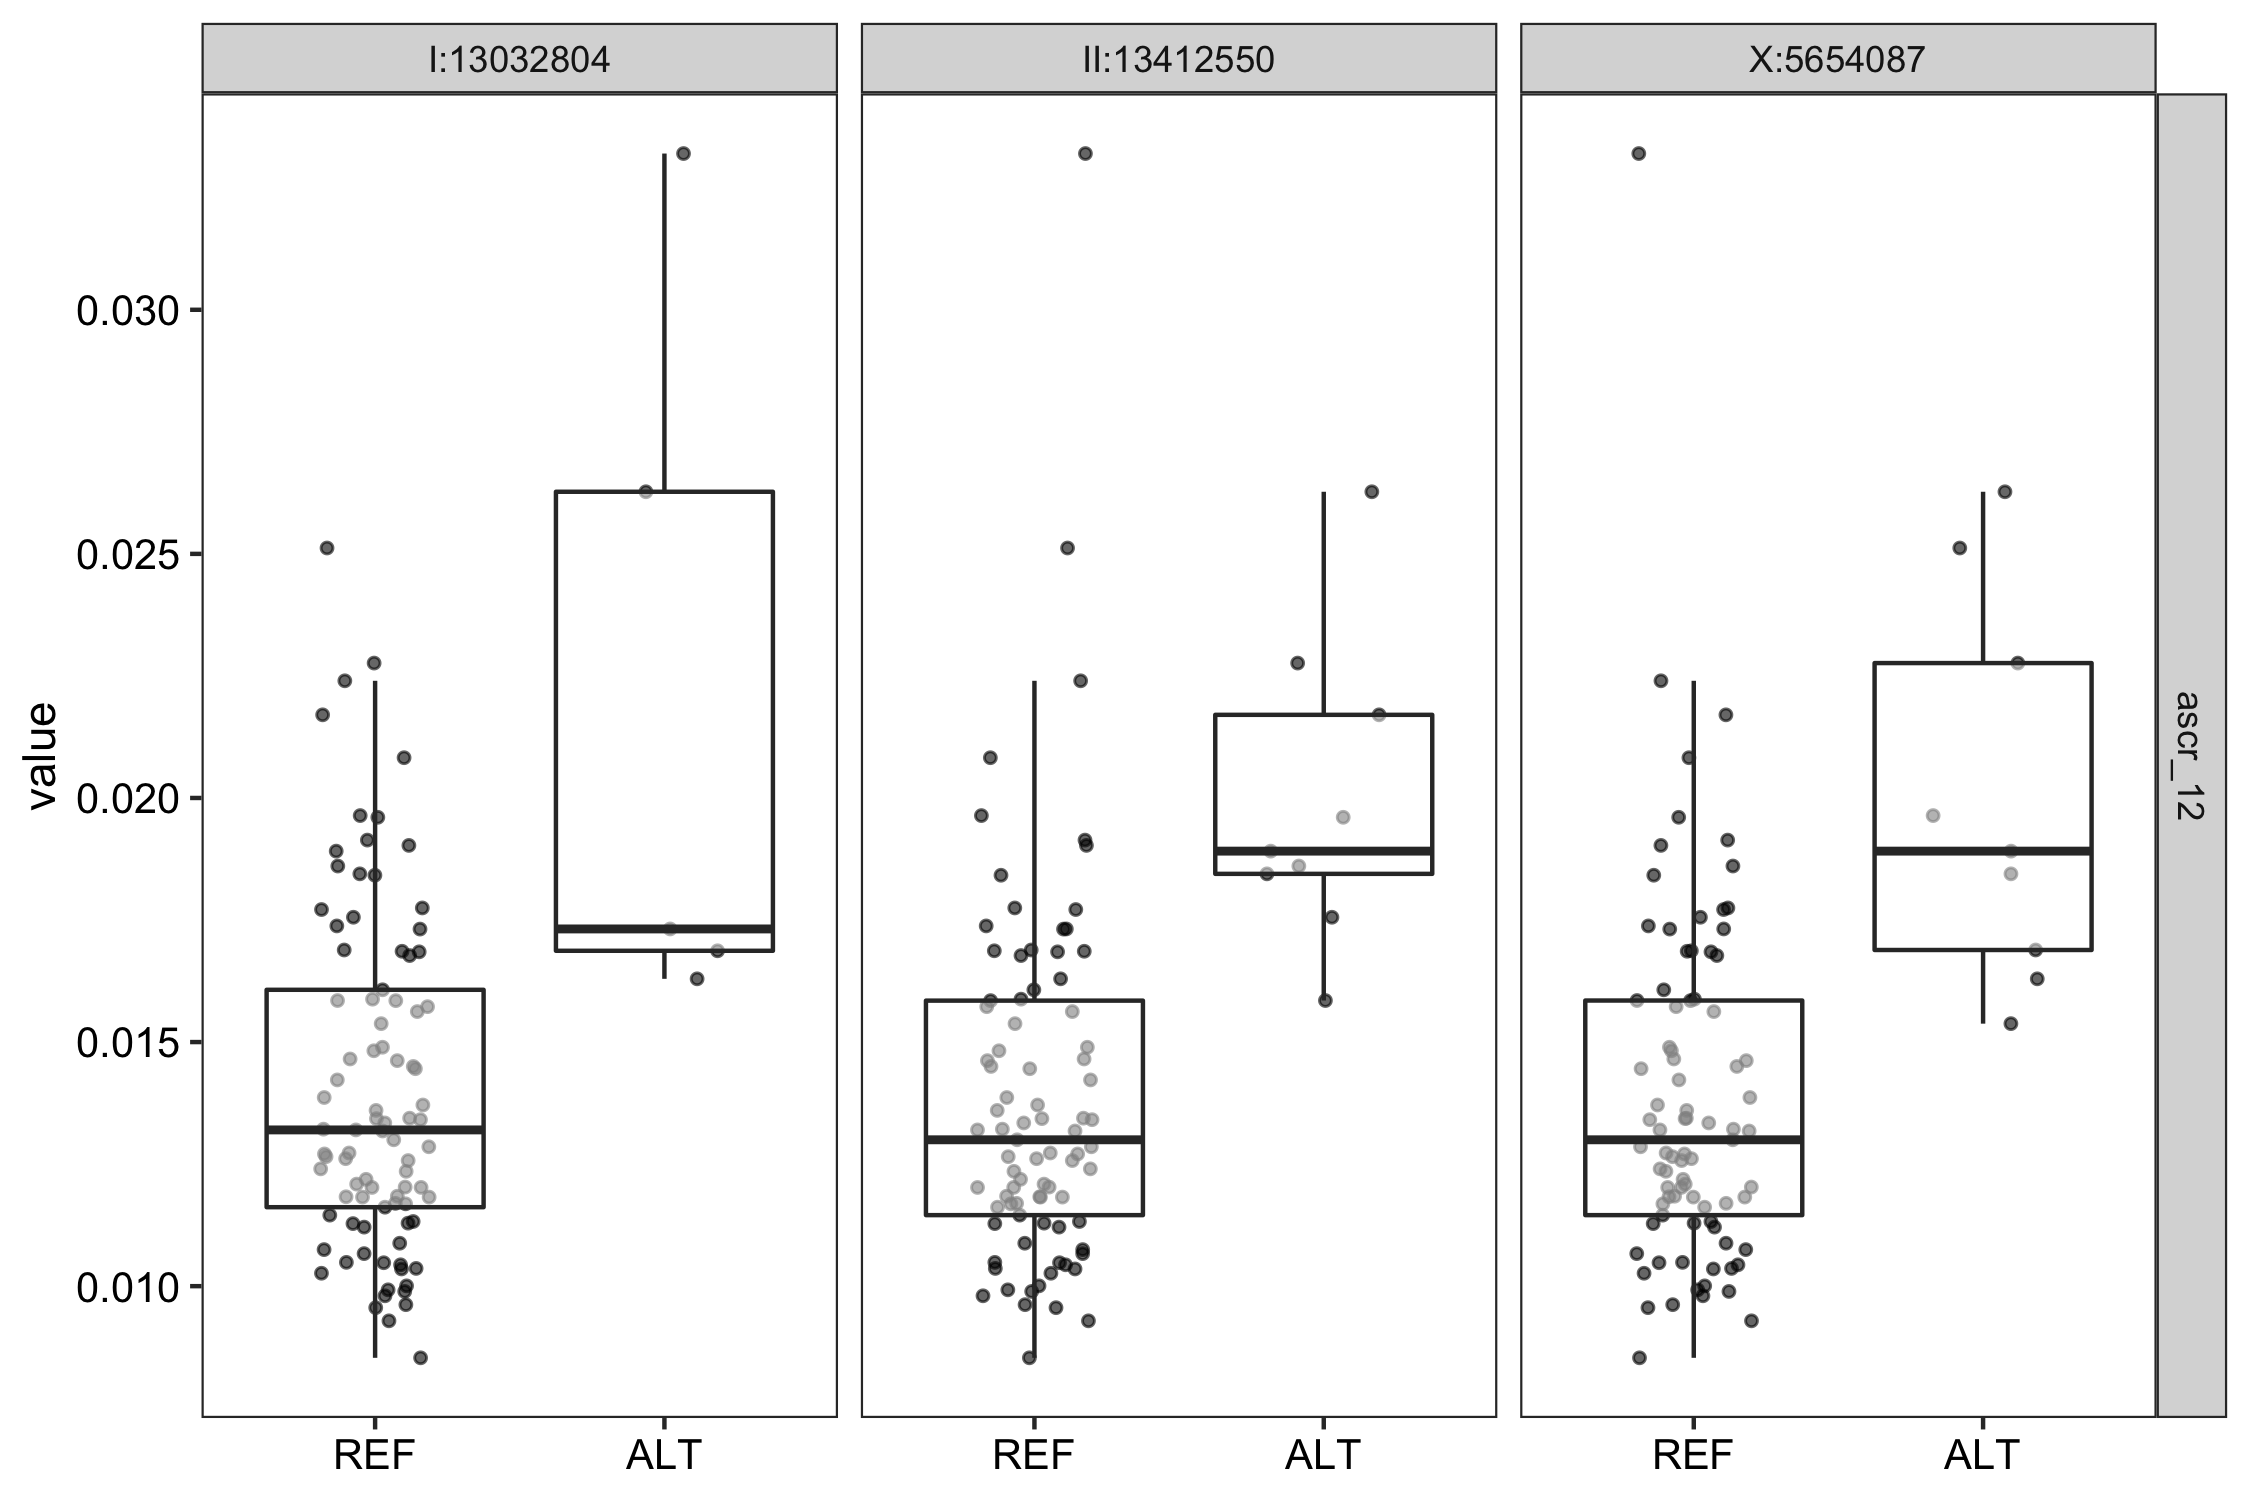 I:13032804
II:13412550
X:5654087
value
0.030
0.025
0.020
0.015
0.010
ascr_12
REF
ALT
REF
ALT
REF
ALT